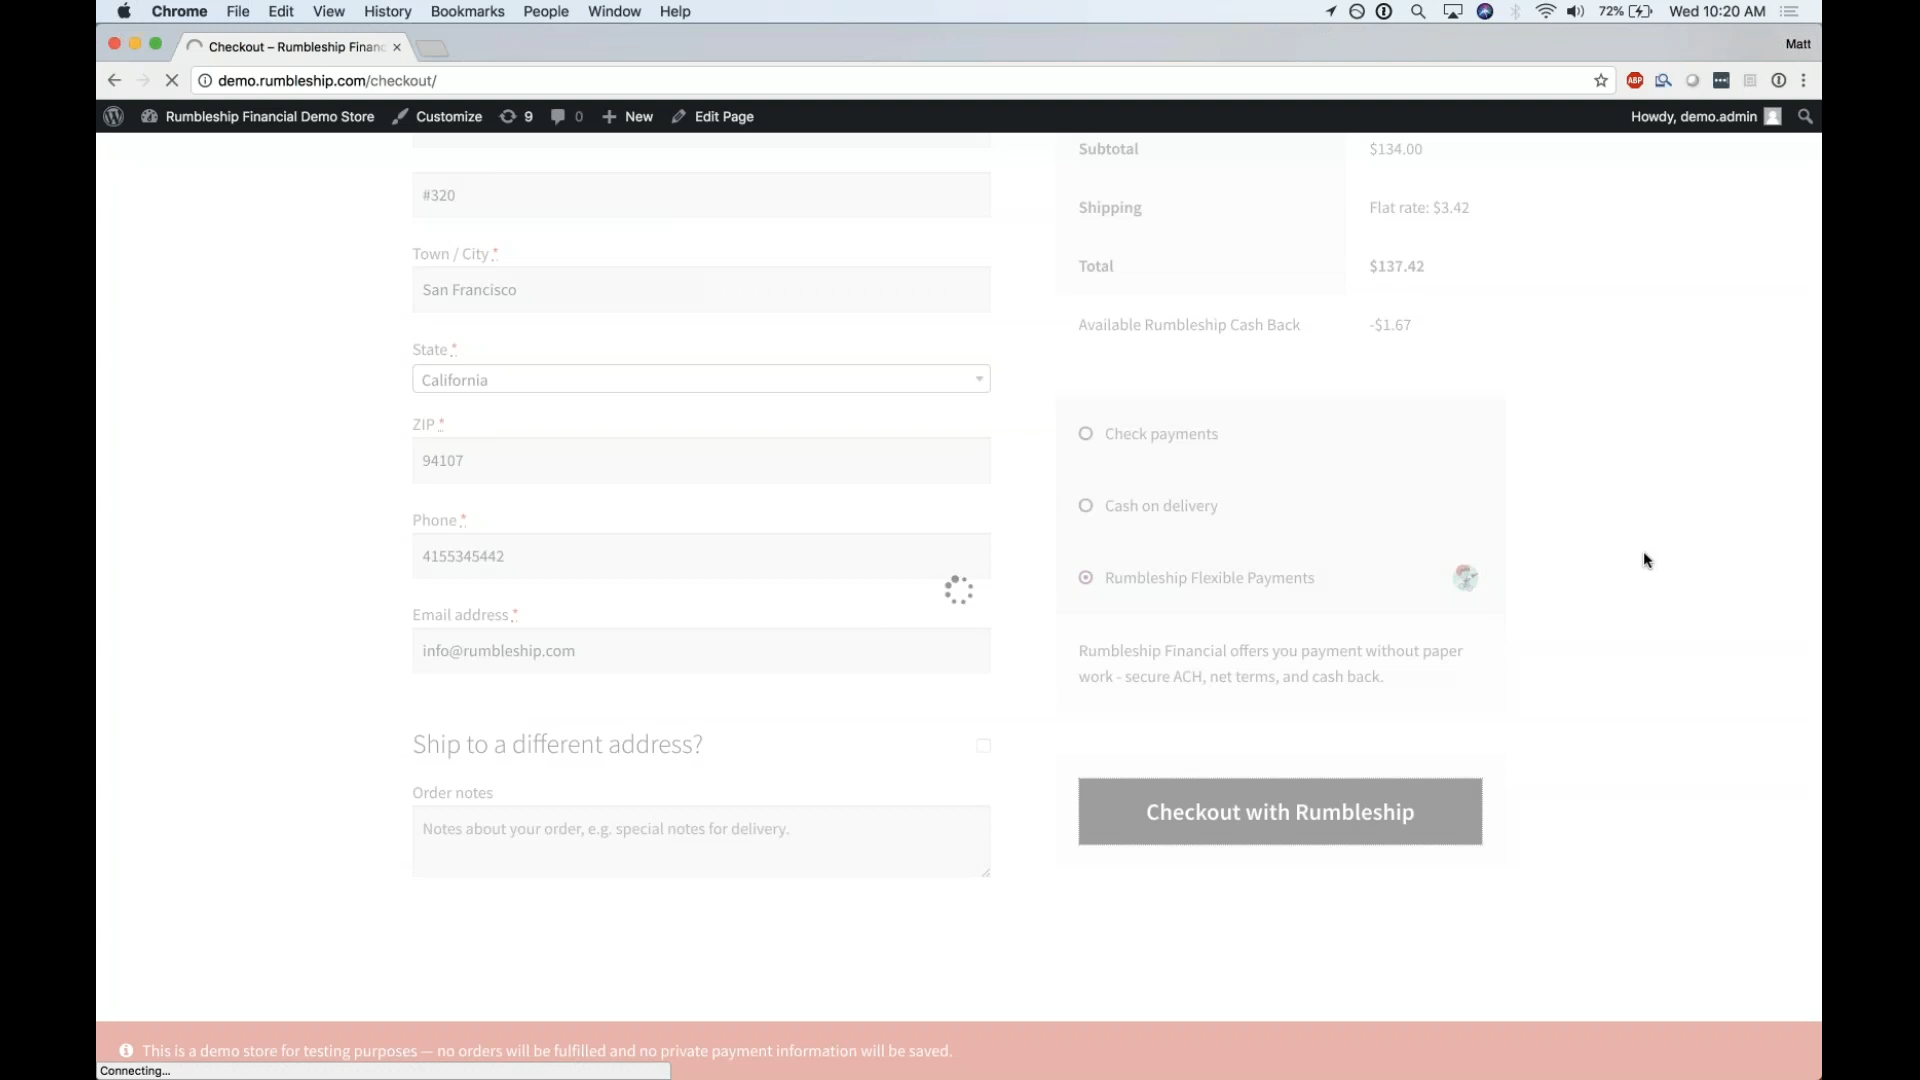 Chrome File Edit View History Bookmarks People Window Help 72% Wed 10:20 AM
Checkout – Rumbleship Financ Matt
demo.rumbleship.com/checkout/ ABP
Rumbleship Financial Demo Store Customize 9 0 New Edit Page Howdy, demo.admin
#320
Town / City *
San Francisco
State *
California
ZIP *
94107
Phone *
4155345442
Email address *
info@rumbleship.com
Ship to a different address?
Order notes
Notes about your order, e.g. special notes for delivery.
Subtotal $134.00
Shipping Flat rate: $3.42
Total $137.42
Available Rumbleship Cash Back -$1.67
Check payments
Cash on delivery
Rumbleship Flexible Payments
Rumbleship Financial offers you payment without paper
work - secure ACH, net terms, and cash back.
Checkout with Rumbleship
This is a demo store for testing purposes — no orders will be fulfilled and no private payment information will be saved.
Connecting...